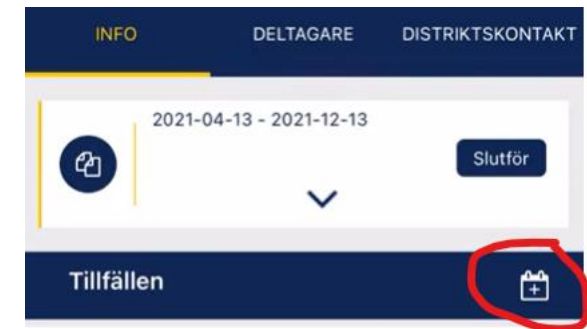 INFO DELTAGARE DISTRIKTSKONTAKT
2021-04-13 - 2021-12-13
Slutför
Tillfällen